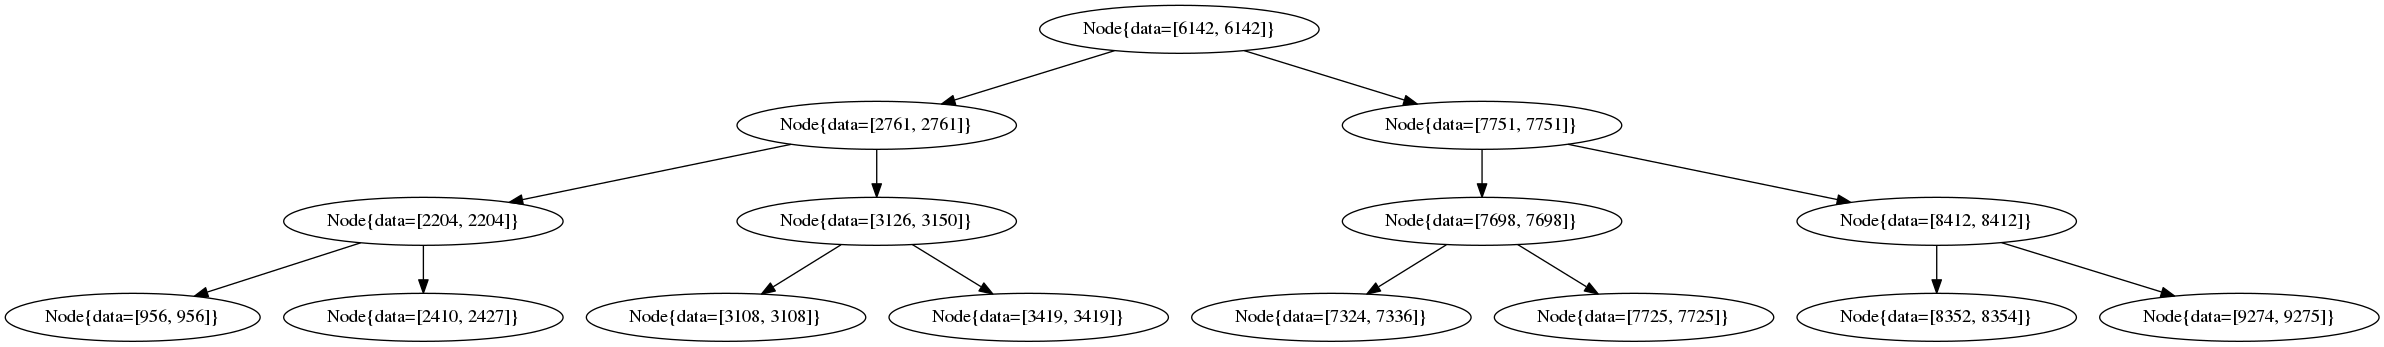 Node{data=[6142, 6142]}
Node{data=[2761, 2761]}
Node{data=[7751, 7751]}
Node{data=[2204, 2204]}
Node{data=[3126, 3150]}
Node{data=[7698, 7698]}
Node{data=[8412, 8412]}
Node{data=[956, 956]}
Node{data=[2410, 2427]}
Node{data=[3108, 3108]}
Node{data=[3419, 3419]}
Node{data=[7324, 7336]}
Node{data=[7725, 7725]}
Node{data=[8352, 8354]}
Node{data=[9274, 9275]}